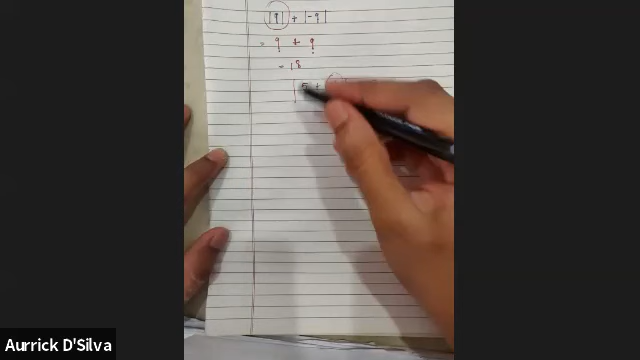 |9| + |-9|
= 9 + 9
= 18
Aurrick D'Silva